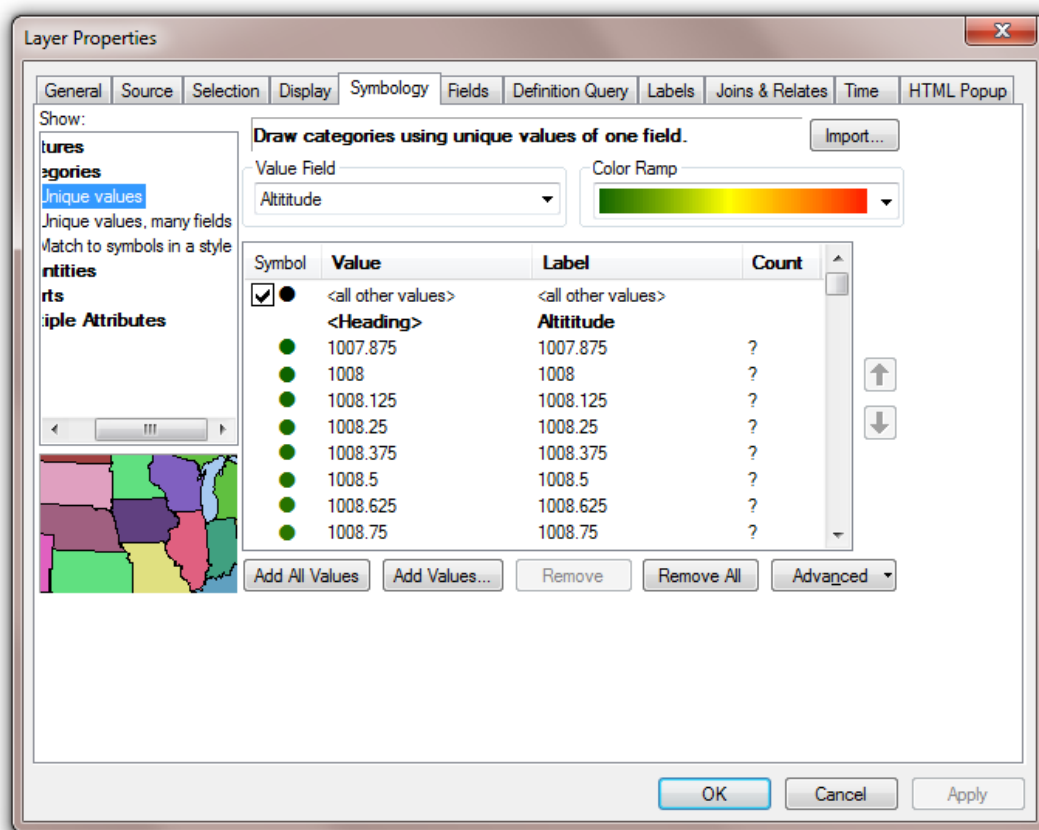 Layer Properties
General Source Selection Display Symbology Fields Definition Query Labels Joins & Relates Time HTML Popup
Show:
tures
egories
Unique values
Unique values, many fields
Match to symbols in a style
ntities
rts
iple Attributes
Draw categories using unique values of one field.
Import...
Value Field
Altititude
Color Ramp
Symbol Value Label Count
<all other values> <all other values>
<Heading> Altititude
1007.875 1007.875 ?
1008 1008 ?
1008.125 1008.125 ?
1008.25 1008.25 ?
1008.375 1008.375 ?
1008.5 1008.5 ?
1008.625 1008.625 ?
1008.75 1008.75 ?
Add All Values Add Values... Remove Remove All Advanced
OK Cancel Apply